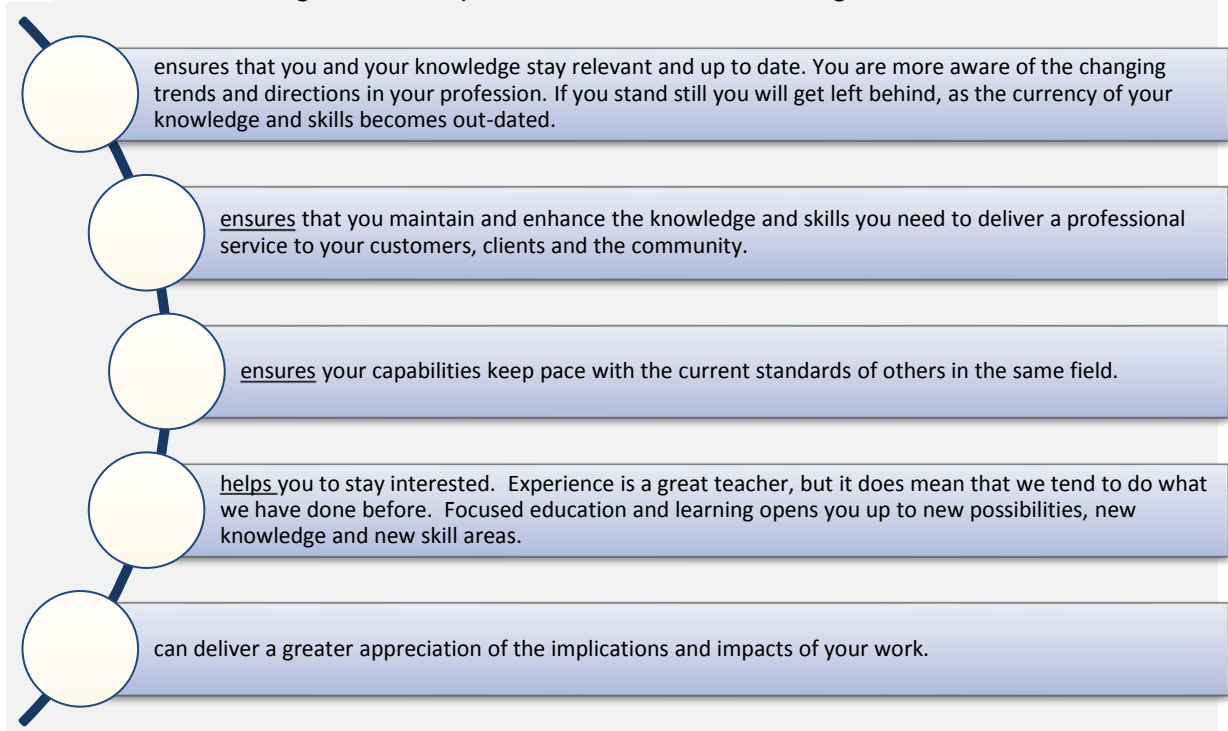 ensures that you and your knowledge stay relevant and up to date. You are more aware of the changing
trends and directions in your profession. If you stand still you will get left behind, as the currency of your
knowledge and skills becomes out-dated.
ensures that you maintain and enhance the knowledge and skills you need to deliver a professional
service to your customers, clients and the community.
ensures your capabilities keep pace with the current standards of others in the same field.
helps you to stay interested.  Experience is a great teacher, but it does mean that we tend to do what
we have done before.  Focused education and learning opens you up to new possibilities, new
knowledge and new skill areas.
can deliver a greater appreciation of the implications and impacts of your work.